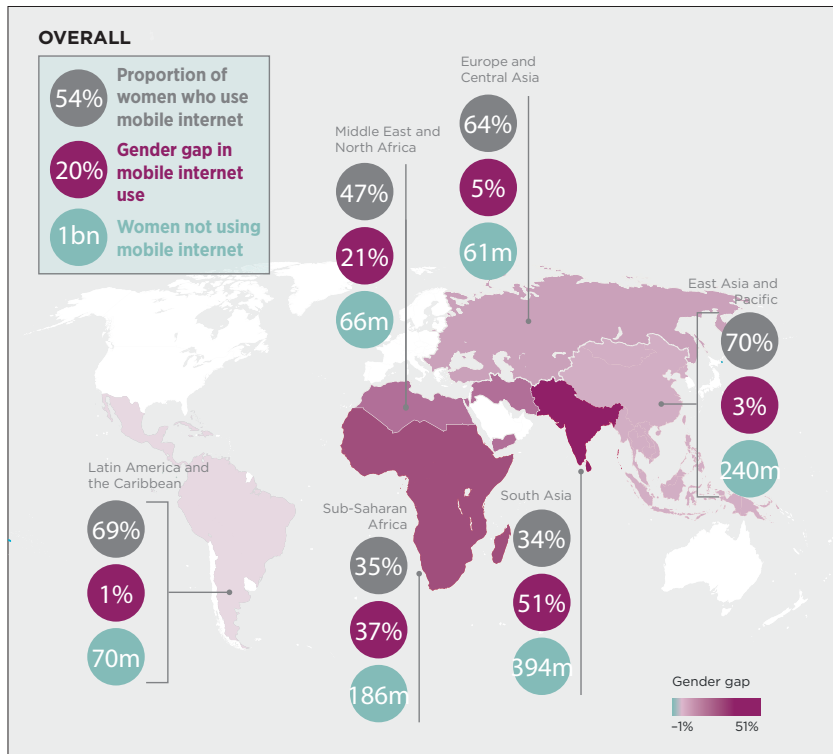 OVERALL
54%
Proportion of
women who use
mobile internet
20%
Gender gap in
mobile internet
use
1bn
Women not using
mobile internet
Middle East and
North Africa
47%
21%
66m
Europe and
Central Asia
64%
5%
61m
East Asia and
Pacific
70%
3%
240m
Latin America and
the Caribbean
69%
1%
70m
Sub-Saharan
Africa
35%
37%
186m
South Asia
34%
51%
394m
Gender gap
–1%
51%